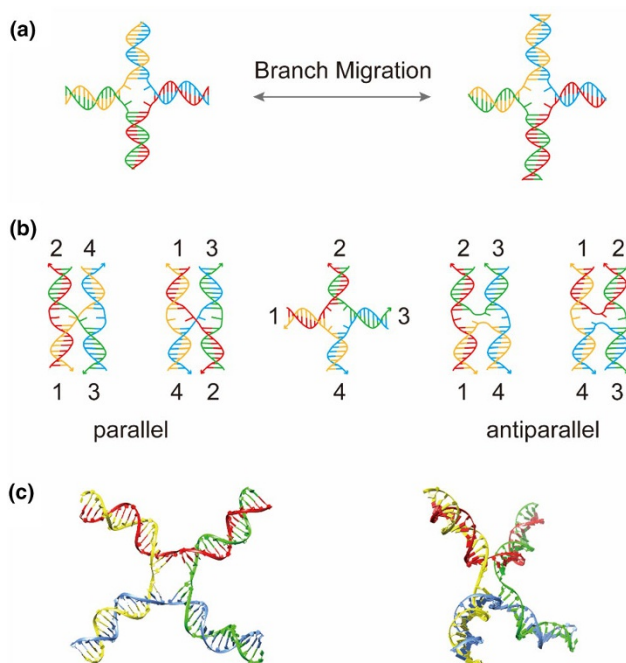 (a)
Branch Migration
(b)
2 4 1 3 2 2 3 1 2
1 3
1 3 4 2 4 1 4 4 3
parallel antiparallel
(c)